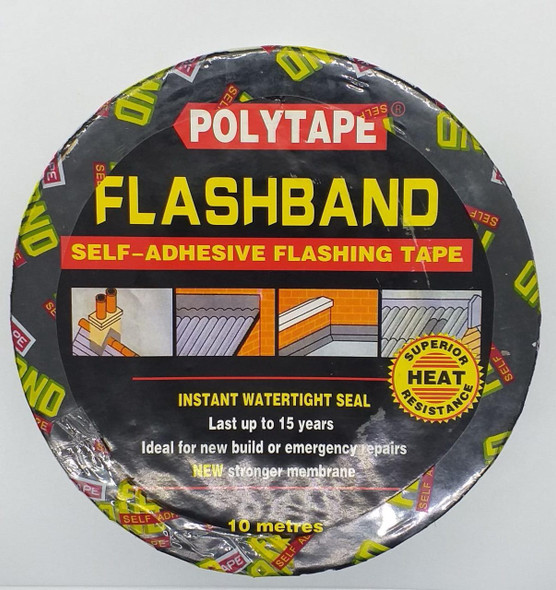 POLYTAPE ®
FLASHBAND
SELF-ADHESIVE FLASHING TAPE
SUPERIOR
HEAT
RESISTANCE
INSTANT WATERTIGHT SEAL
Last up to 15 years
Ideal for new build or emergency repairs
NEW stronger membrane
10 metres